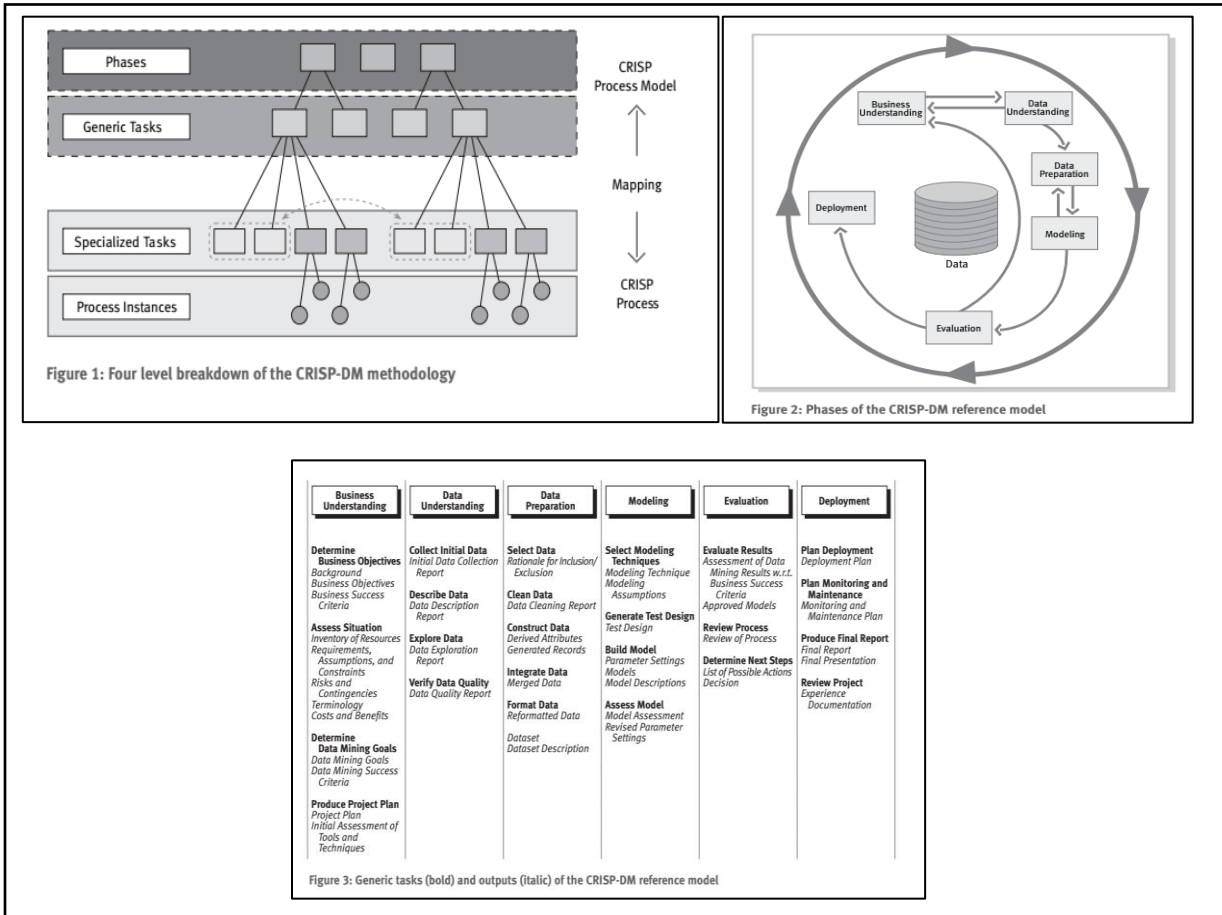 Phases
Generic Tasks
Specialized Tasks
Process Instances
CRISP
Process Model
Mapping
CRISP
Process
Figure 1: Four level breakdown of the CRISP-DM methodology
Business
Understanding
Data
Understanding
Data
Preparation
Deployment
Modeling
Data
Evaluation
Figure 2: Phases of the CRISP-DM reference model
Business
Understanding
Determine
Business Objectives
Background
Business Objectives
Business Success
Criteria
Assess Situation
Inventory of Resources
Requirements,
Assumptions, and
Constraints
Risks and
Contingencies
Terminology
Costs and Benefits
Determine
Data Mining Goals
Data Mining Goals
Data Mining Success
Criteria
Produce Project Plan
Project Plan
Initial Assessment of
Tools and
Techniques
Data
Understanding
Collect Initial Data
Initial Data Collection
Report
Describe Data
Data Description
Report
Explore Data
Data Exploration
Report
Verify Data Quality
Data Quality Report
Data
Preparation
Select Data
Rationale for Inclusion/
Exclusion
Clean Data
Data Cleaning Report
Construct Data
Derived Attributes
Generated Records
Integrate Data
Merged Data
Format Data
Reformatted Data
Dataset
Dataset Description
Modeling
Select Modeling
Techniques
Modeling Technique
Modeling
Assumptions
Generate Test Design
Test Design
Build Model
Parameter Settings
Models
Model Descriptions
Assess Model
Model Assessment
Revised Parameter
Settings
Evaluation
Evaluate Results
Assessment of Data
Mining Results w.r.t.
Business Success
Criteria
Approved Models
Review Process
Review of Process
Determine Next Steps
List of Possible Actions
Decision
Deployment
Plan Deployment
Deployment Plan
Plan Monitoring and
Maintenance
Monitoring and
Maintenance Plan
Produce Final Report
Final Report
Final Presentation
Review Project
Experience
Documentation
Figure 3: Generic tasks (bold) and outputs (italic) of the CRISP-DM reference model